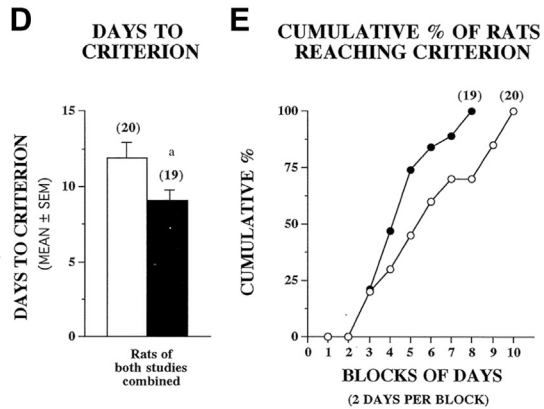 D
DAYS TO
CRITERION
DAYS TO CRITERION
(MEAN ± SEM)
15
10
5
0
(20)
a
(19)
Rats of
both studies
combined
E
CUMULATIVE % OF RATS
REACHING CRITERION
CUMULATIVE %
100
75
50
25
0
(19)
(20)
0 1 2 3 4 5 6 7 8 9 10
BLOCKS OF DAYS
(2 DAYS PER BLOCK)